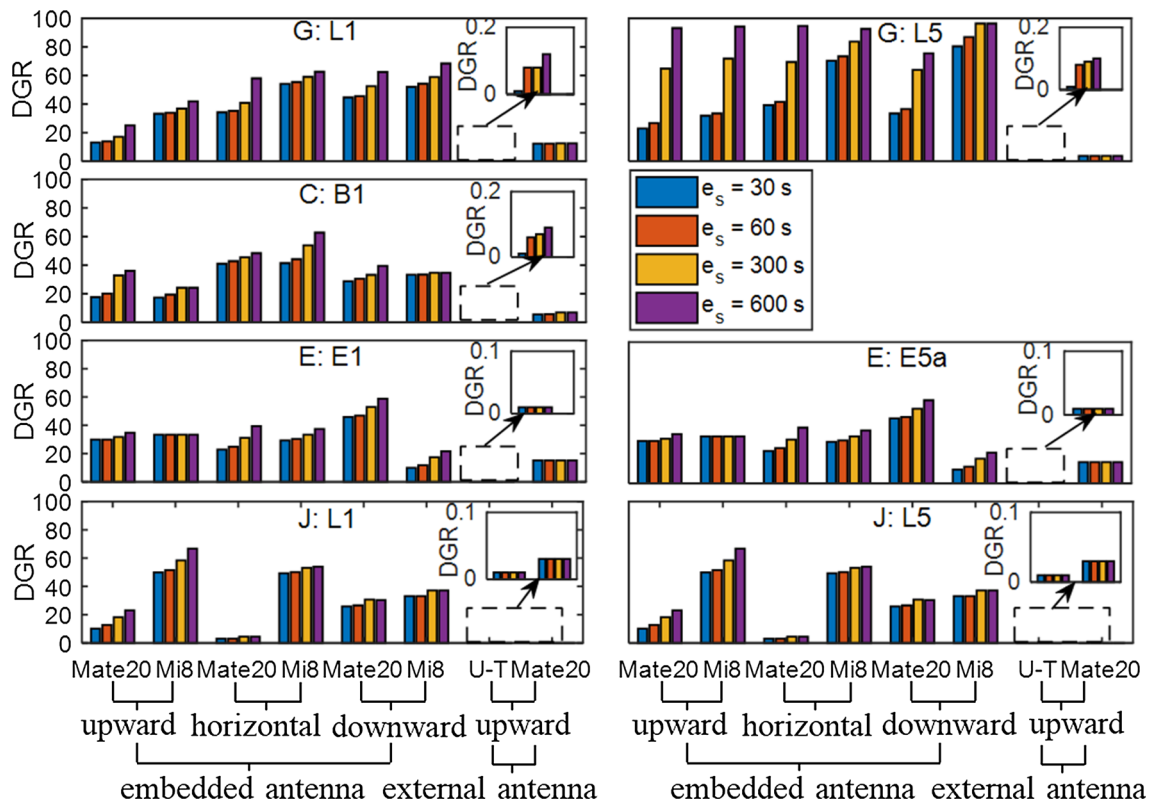 G: L1
DGR
100
80
60
40
20
0
0.2
DGR
0
G: L5
0.2
DGR
0
C: B1
DGR
100
80
60
40
20
0
0.2
DGR
0
e_s = 30 s
e_s = 60 s
e_s = 300 s
e_s = 600 s
E: E1
DGR
100
80
60
40
20
0
0.1
DGR
0
E: E5a
0.1
DGR
0
J: L1
DGR
100
80
60
40
20
0
0.1
DGR
0
J: L5
0.1
DGR
0
Mate20 Mi8 Mate20 Mi8 Mate20 Mi8 U-T Mate20
upward horizontal downward upward
embedded antenna external antenna
Mate20 Mi8 Mate20 Mi8 Mate20 Mi8 U-T Mate20
upward horizontal downward upward
embedded antenna external antenna